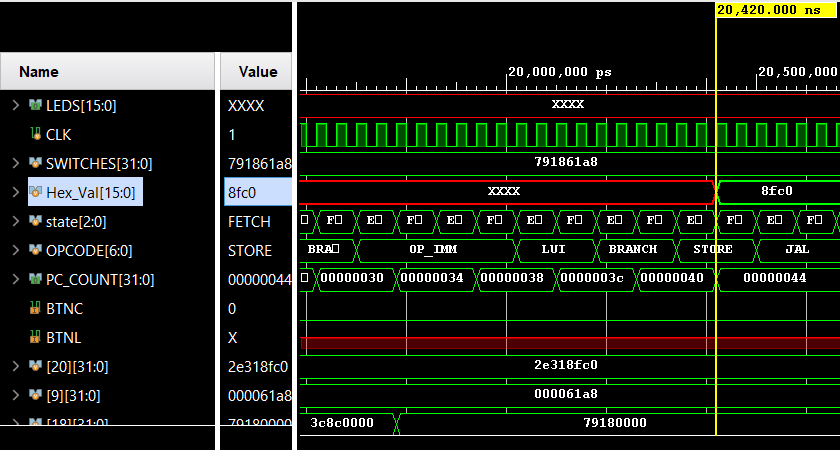 20,420.000 ns
Name Value 20,000,000 ps 20,500,000
LEDS[15:0] XXXX XXXX
CLK 1
SWITCHES[31:0] 791861a8 791861a8
Hex_Val[15:0] 8fc0 XXXX 8fc0
state[2:0] FETCH F E F E F E F E F E F E F
OPCODE[6:0] STORE BRA OP_IMM LUI BRANCH STORE JAL
PC_COUNT[31:0] 00000044 00000030 00000034 00000038 0000003c 00000040 00000044
BTNC 0
BTNL X
[20][31:0] 2e318fc0 2e318fc0
[9][31:0] 000061a8 000061a8
[18][31:0] 79180000 3c8c0000 79180000